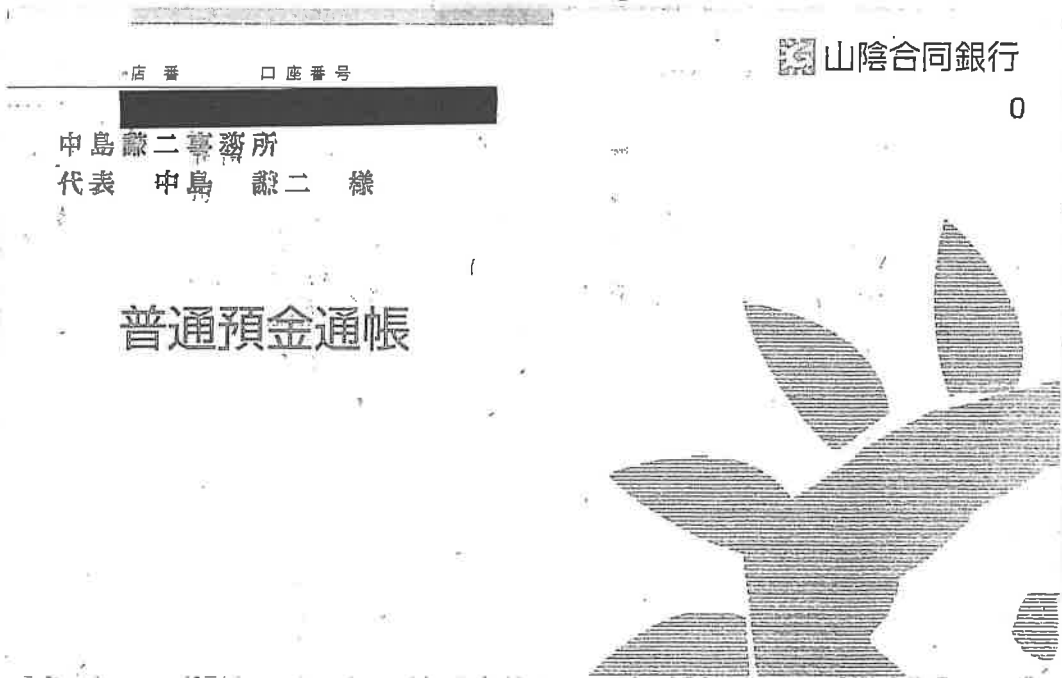 山陰合同銀行
0
店番 口座番号
中島謙二事務所
代表 中島 謙二 様
普通預金通帳